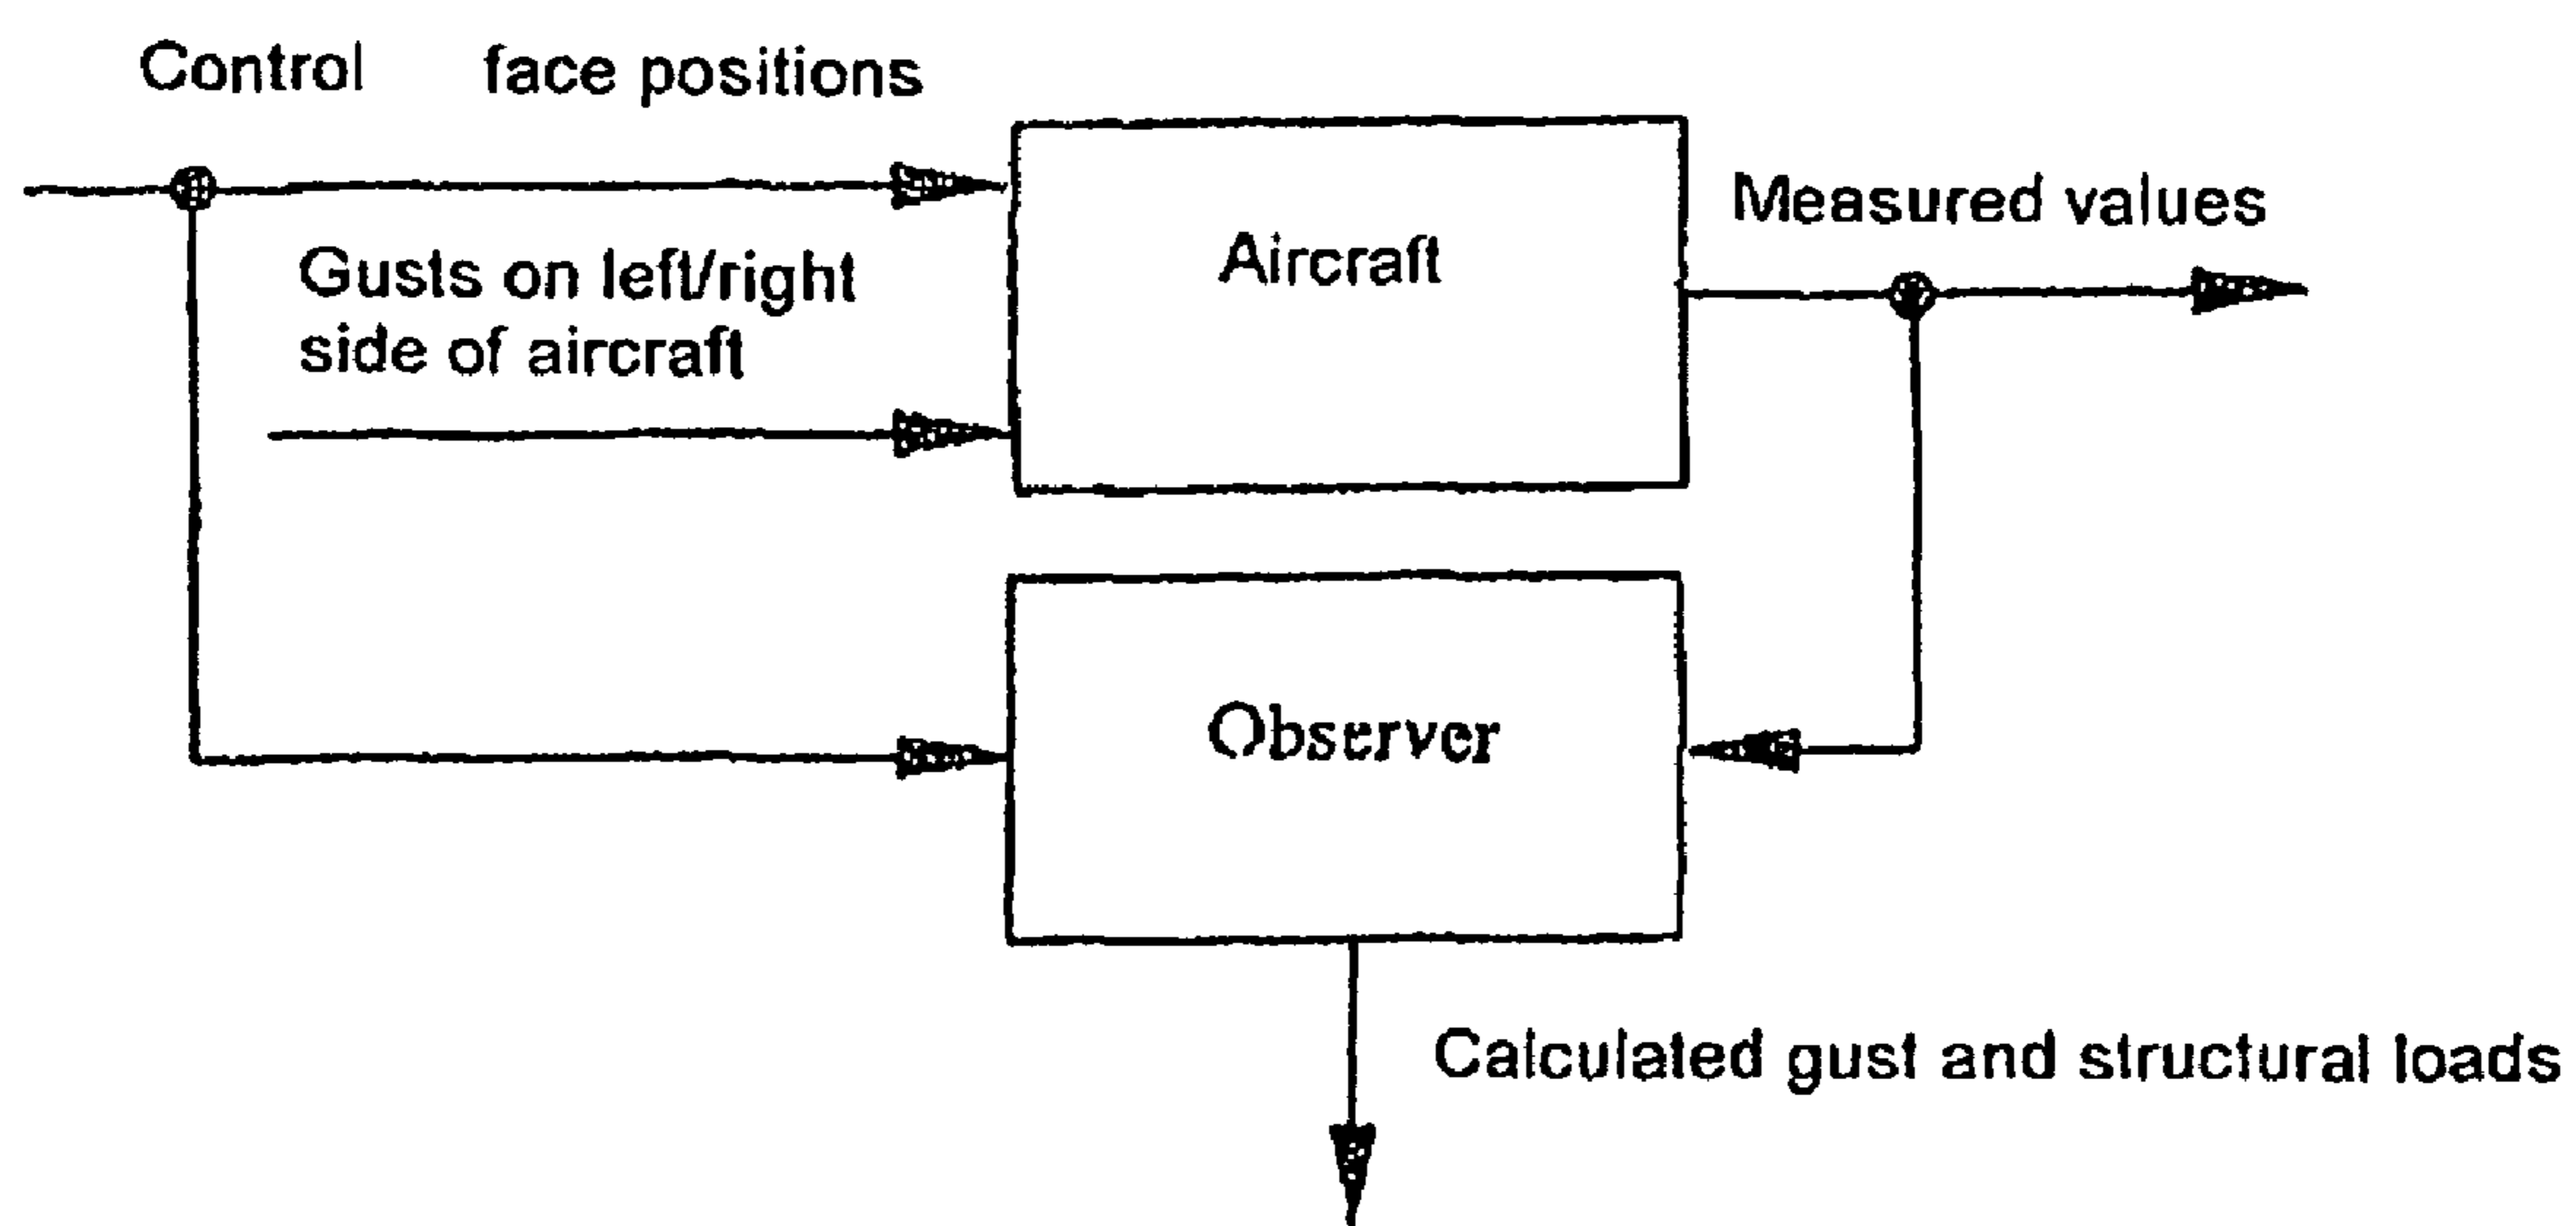 Control face positions
Gusts on left/right
side of aircraft
Aircraft
Measured values
Observer
Calculated gust and structural loads